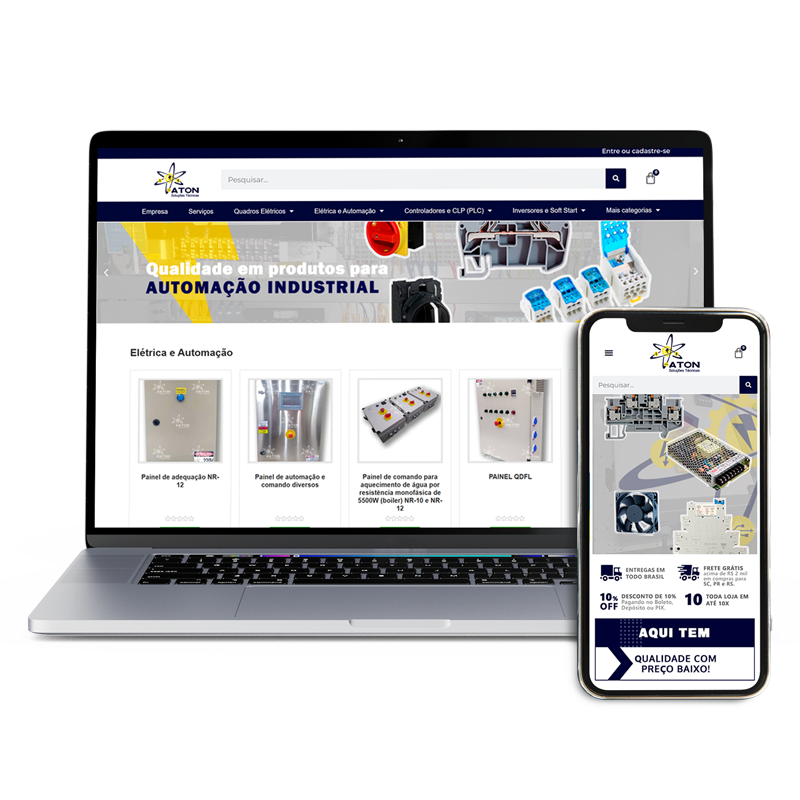 Entre ou cadastre-se
ATON
Soluções Técnicas
Pesquisar...
0
Empresa
Serviços
Quadros Elétricos
Elétrica e Automação
Controladores e CLP (PLC)
Inversores e Soft Start
Mais categorias
Qualidade em produtos para
AUTOMAÇÃO INDUSTRIAL
Elétrica e Automação
Painel de adequação NR-
12
Painel de automação e
comando diversos
Painel de comando para
aquecimento de água por
resistência monofásica de
5500W (boiler) NR-10 e NR-
12
PAINEL QDFL
ATON
Soluções Técnicas
0
Pesquisar...
ENTREGAS EM
TODO BRASIL
FRETE GRÁTIS
acima de R$ 2 mil
em compras para
SC, PR e RS.
10%
OFF
DESCONTO DE 10%
Pagando no Boleto,
Depósito ou PIX.
10
TODA LOJA EM
ATÉ 10X
AQUI TEM
QUALIDADE COM
PREÇO BAIXO!